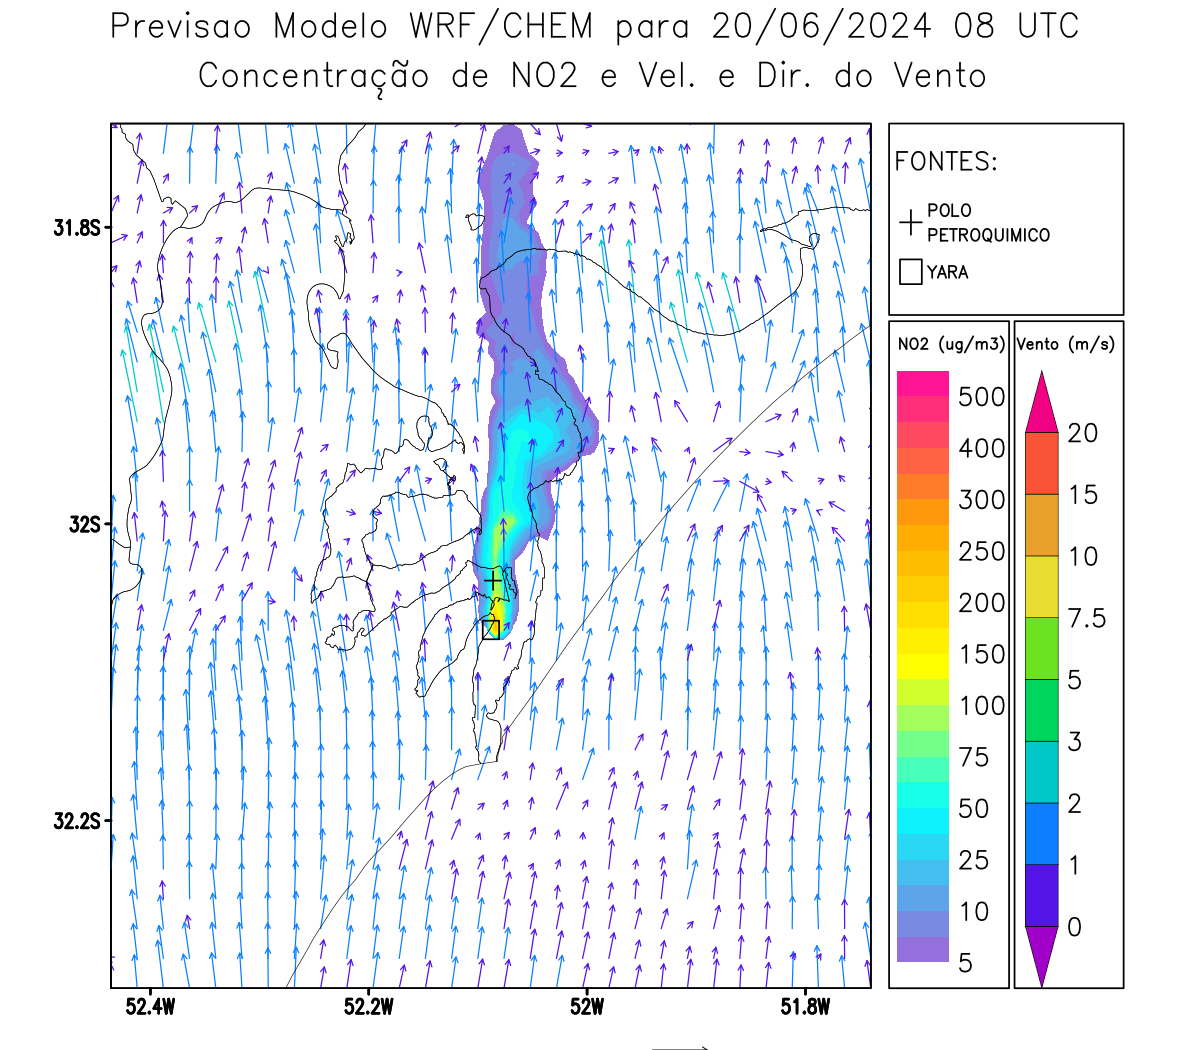 Previsao Modelo WRF/CHEM para 20/06/2024 08 UTC
Concentração de NO2 e Vel. e Dir. do Vento
FONTES:
POLO
PETROQUIMICO
YARA
31.8S
32S
32.2S
52.4W
52.2W
52W
51.8W
NO2 (ug/m3)
500
400
300
250
200
150
100
75
50
25
10
5
Vento (m/s)
20
15
10
7.5
5
3
2
1
0